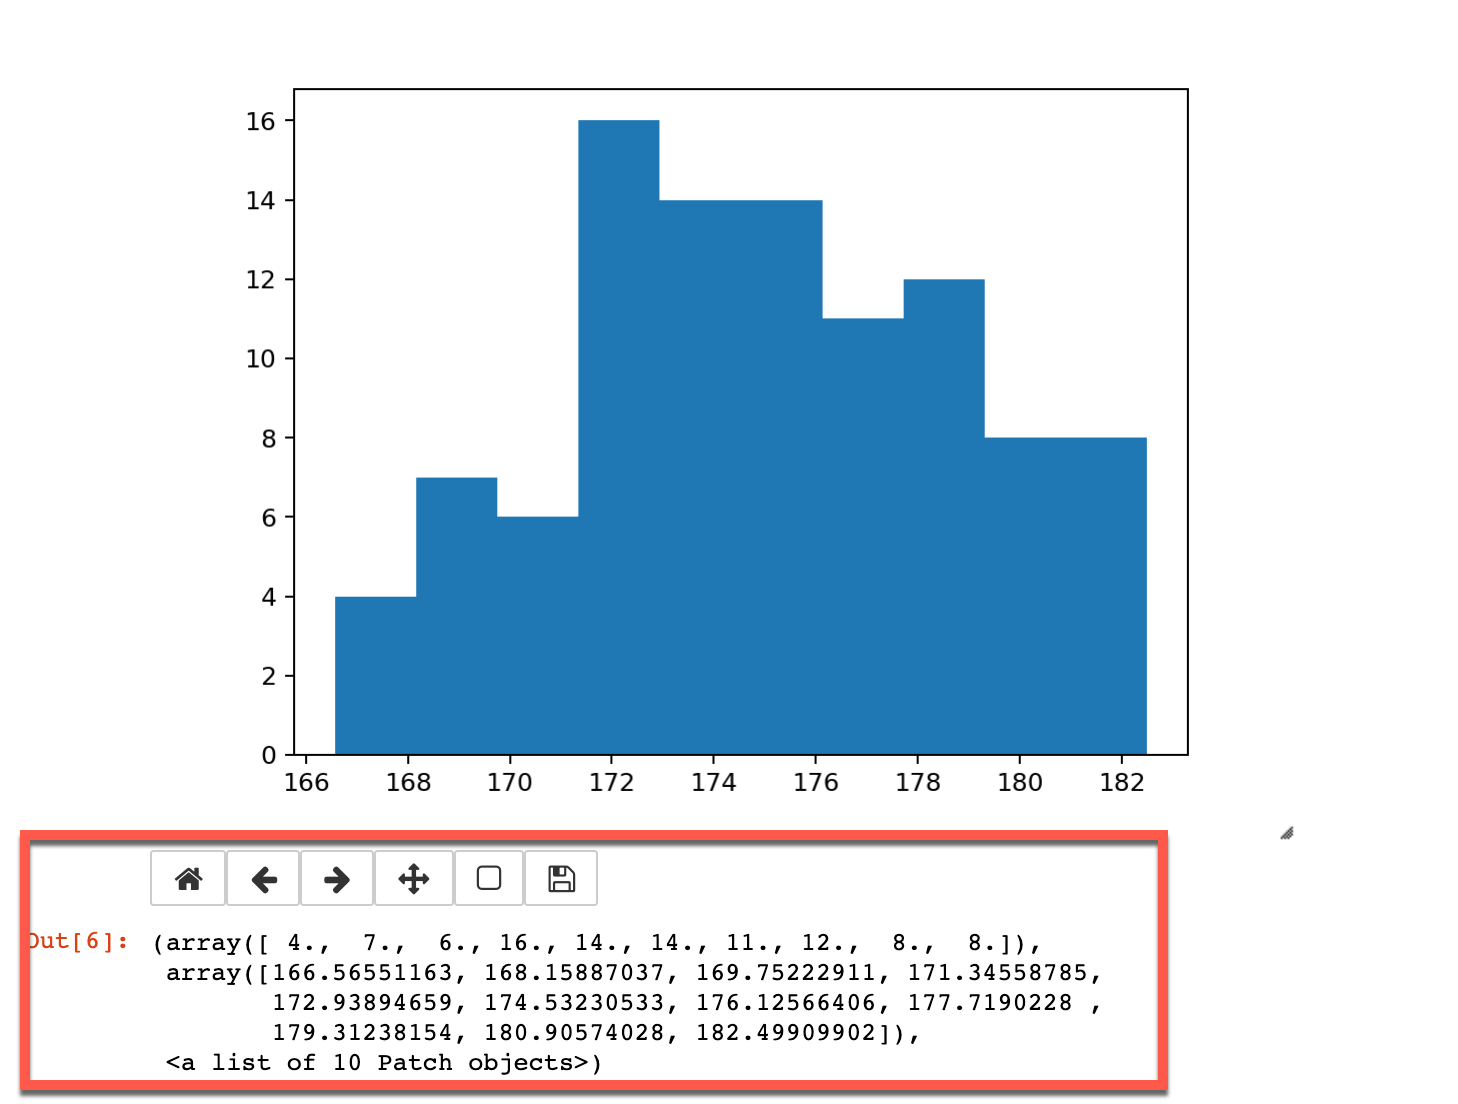 16
14
12
10
8
6
4
2
0
166 168 170 172 174 176 178 180 182
Out[6]: (array([ 4.,  7.,  6., 16., 14., 14., 11., 12.,  8.,  8.]),
array([166.56551163, 168.15887037, 169.75222911, 171.34558785,
172.93894659, 174.53230533, 176.12566406, 177.7190228 ,
179.31238154, 180.90574028, 182.49909902]),
<a list of 10 Patch objects>)